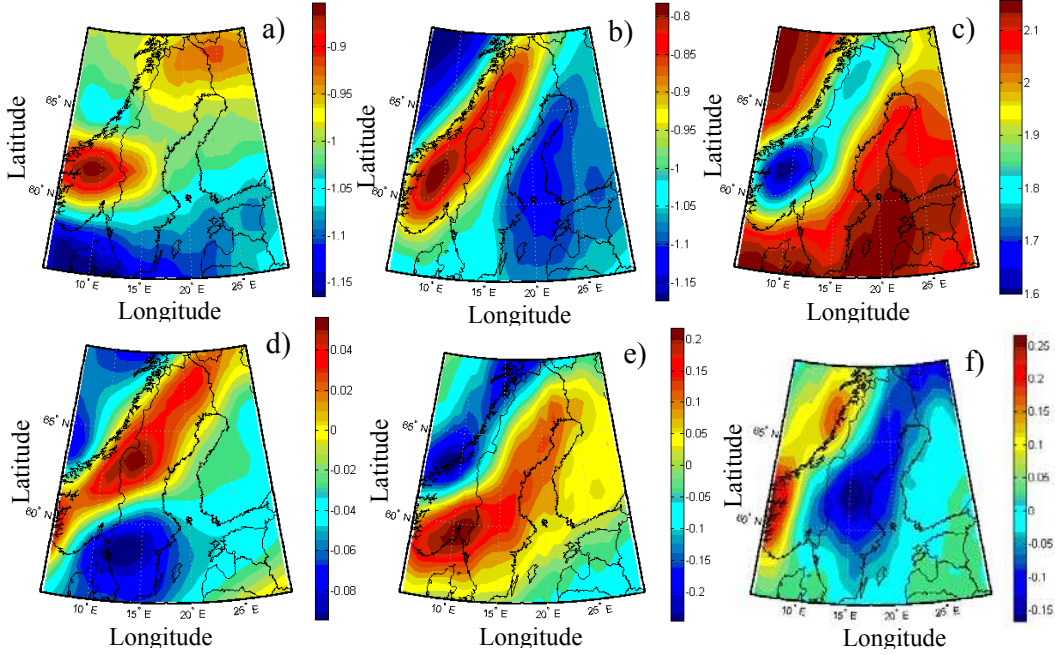 a)
b)
c)
Latitude
65° N
60° N
10° E
15° E
20° E
25° E
Longitude
-0.9
-0.95
-1
-1.05
-1.1
-1.15
Latitude
65° N
60° N
10° E
15° E
20° E
25° E
Longitude
-0.8
-0.85
-0.9
-0.95
-1
-1.05
-1.1
-1.15
Latitude
65° N
60° N
10° E
15° E
20° E
25° E
Longitude
2.1
2
1.9
1.8
1.7
1.6
d)
e)
f)
Latitude
65° N
60° N
10° E
15° E
20° E
25° E
Longitude
0.04
0.02
0
-0.02
-0.04
-0.06
-0.08
Latitude
65° N
60° N
10° E
15° E
20° E
25° E
Longitude
0.2
0.15
0.1
0.05
0
-0.05
-0.1
-0.15
-0.2
Latitude
65° N
60° N
10° E
15° E
20° E
25° E
Longitude
0.25
0.2
0.15
0.1
0.05
0
-0.05
-0.1
-0.15